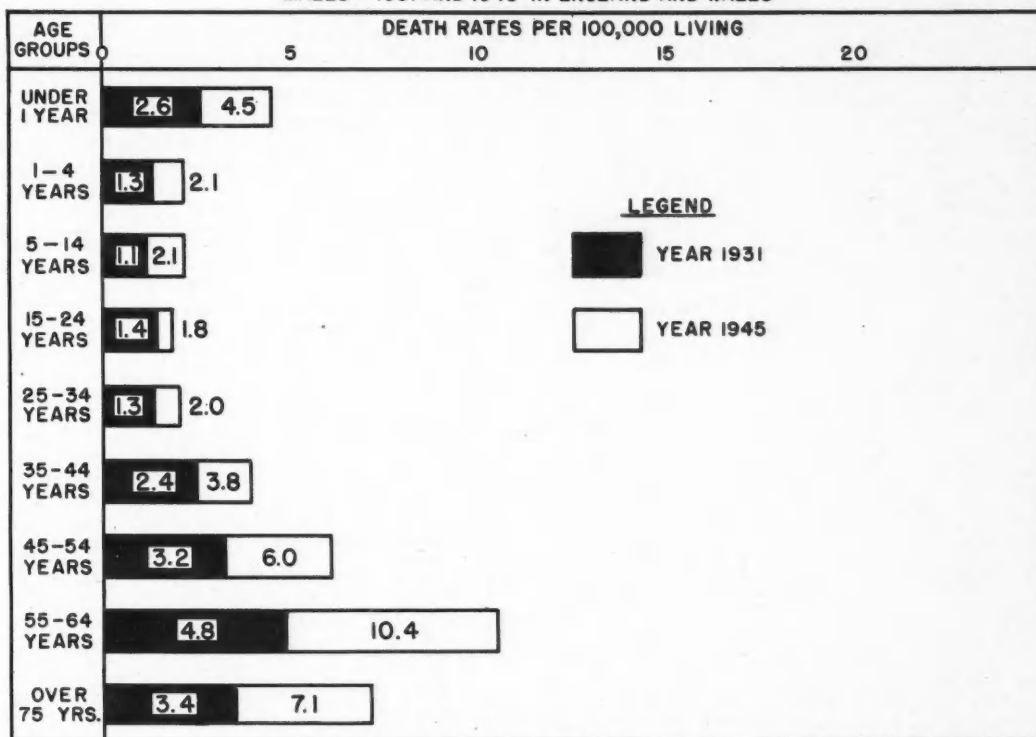 DEATH RATES PER 100,000 LIVING
AGE
GROUPS
0 5 10 15 20
UNDER
1 YEAR
2.6 4.5
1–4
YEARS
1.3 2.1
5–14
YEARS
1.1 2.1
15-24
YEARS
1.4 1.8
25-34
YEARS
1.3 2.0
35-44
YEARS
2.4 3.8
45-54
YEARS
3.2 6.0
55-64
YEARS
4.8 10.4
OVER
75 YRS.
3.4 7.1
LEGEND
YEAR 1931
YEAR 1945